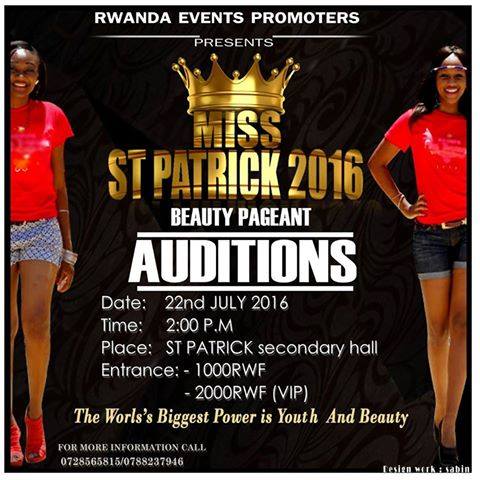 RWANDA EVENTS PROMOTERS
PRESENTS
MISS
ST PATRICK 2016
BEAUTY PAGEANT
AUDITIONS
Date: 22nd JULY 2016
Time: 2:00 P.M
Place: ST PATRICK secondary hall
Entrance: - 1000RWF
- 2000RWF (VIP)
The Worls's Biggest Power is Youth And Beauty
FOR MORE INFORMATION CALL
0728565815/0788237946
Design work ; sabin